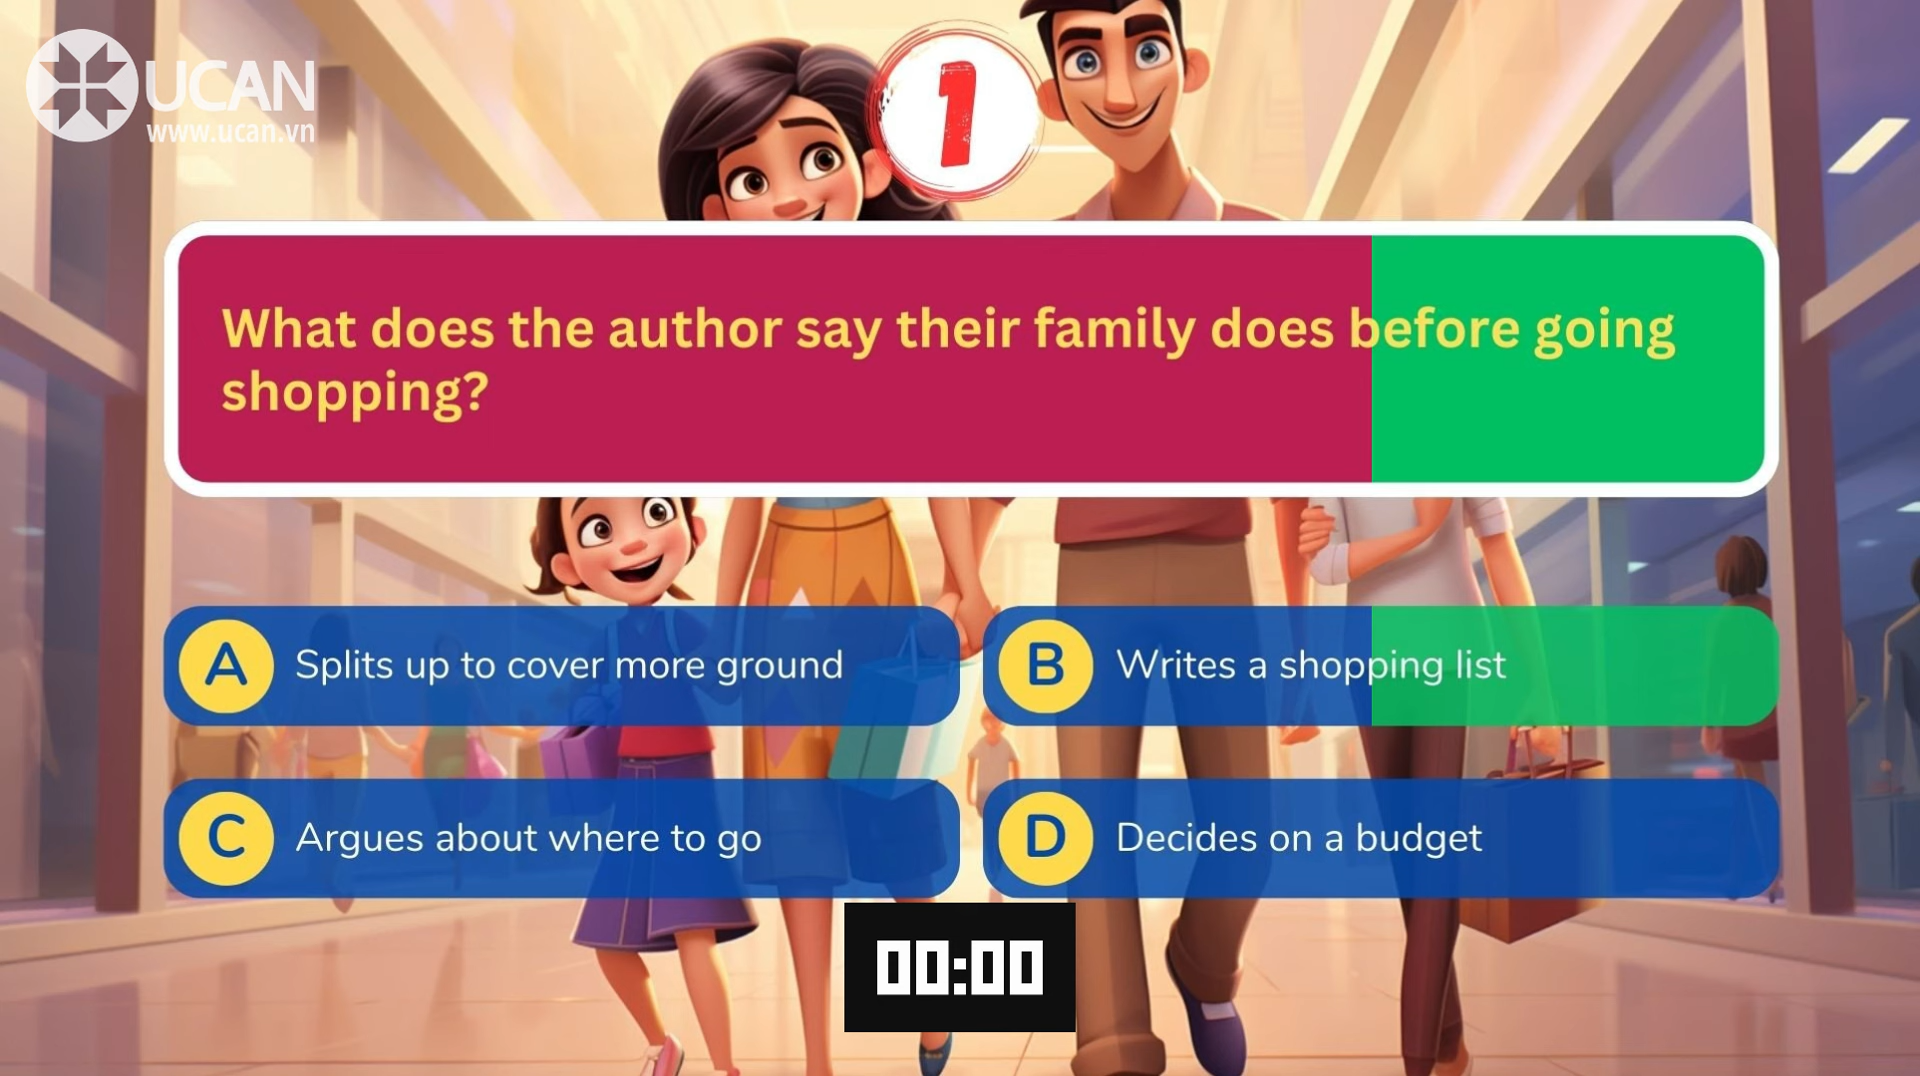 UCAN
www.ucan.vn
1
What does the author say their family does before going
shopping?
A Splits up to cover more ground
B Writes a shopping list
C Argues about where to go
D Decides on a budget
00:00